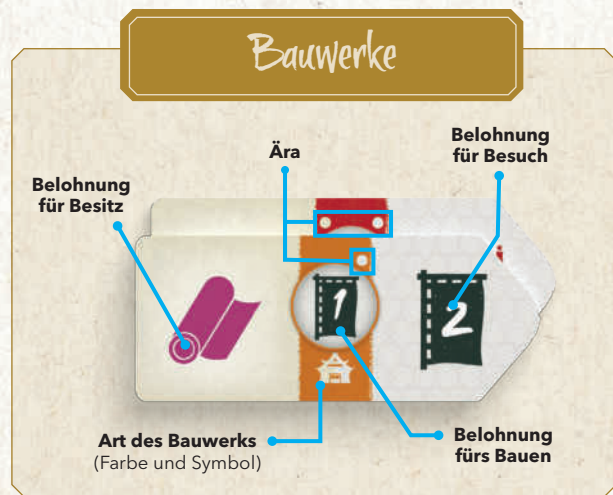 Bauwerke
Belohnung
für Besuch
Ära
Belohnung
für Besitz
1
2
Art des Bauwerks
(Farbe und Symbol)
Belohnung
fürs Bauen